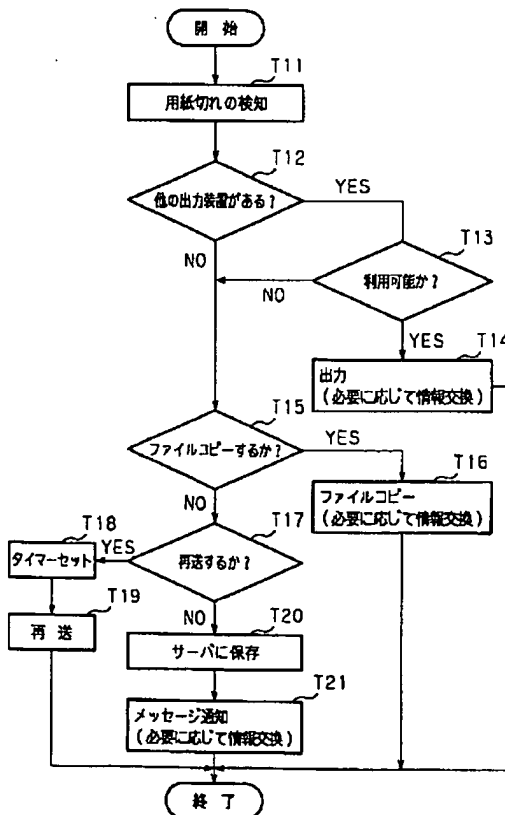 開 始
T11
用紙切れの検知
T12
他の出力装置がある?
YES
NO
T13
利用可能か?
NO
YES
T14
出力
(必要に応じて情報交換)
T15
ファイルコピーするか?
YES
NO
T16
ファイルコピー
(必要に応じて情報交換)
T17
再送するか?
YES
NO
T18
タイマーセット
T19
再 送
T20
サーバに保存
T21
メッセージ通知
(必要に応じて情報交換)
終 了